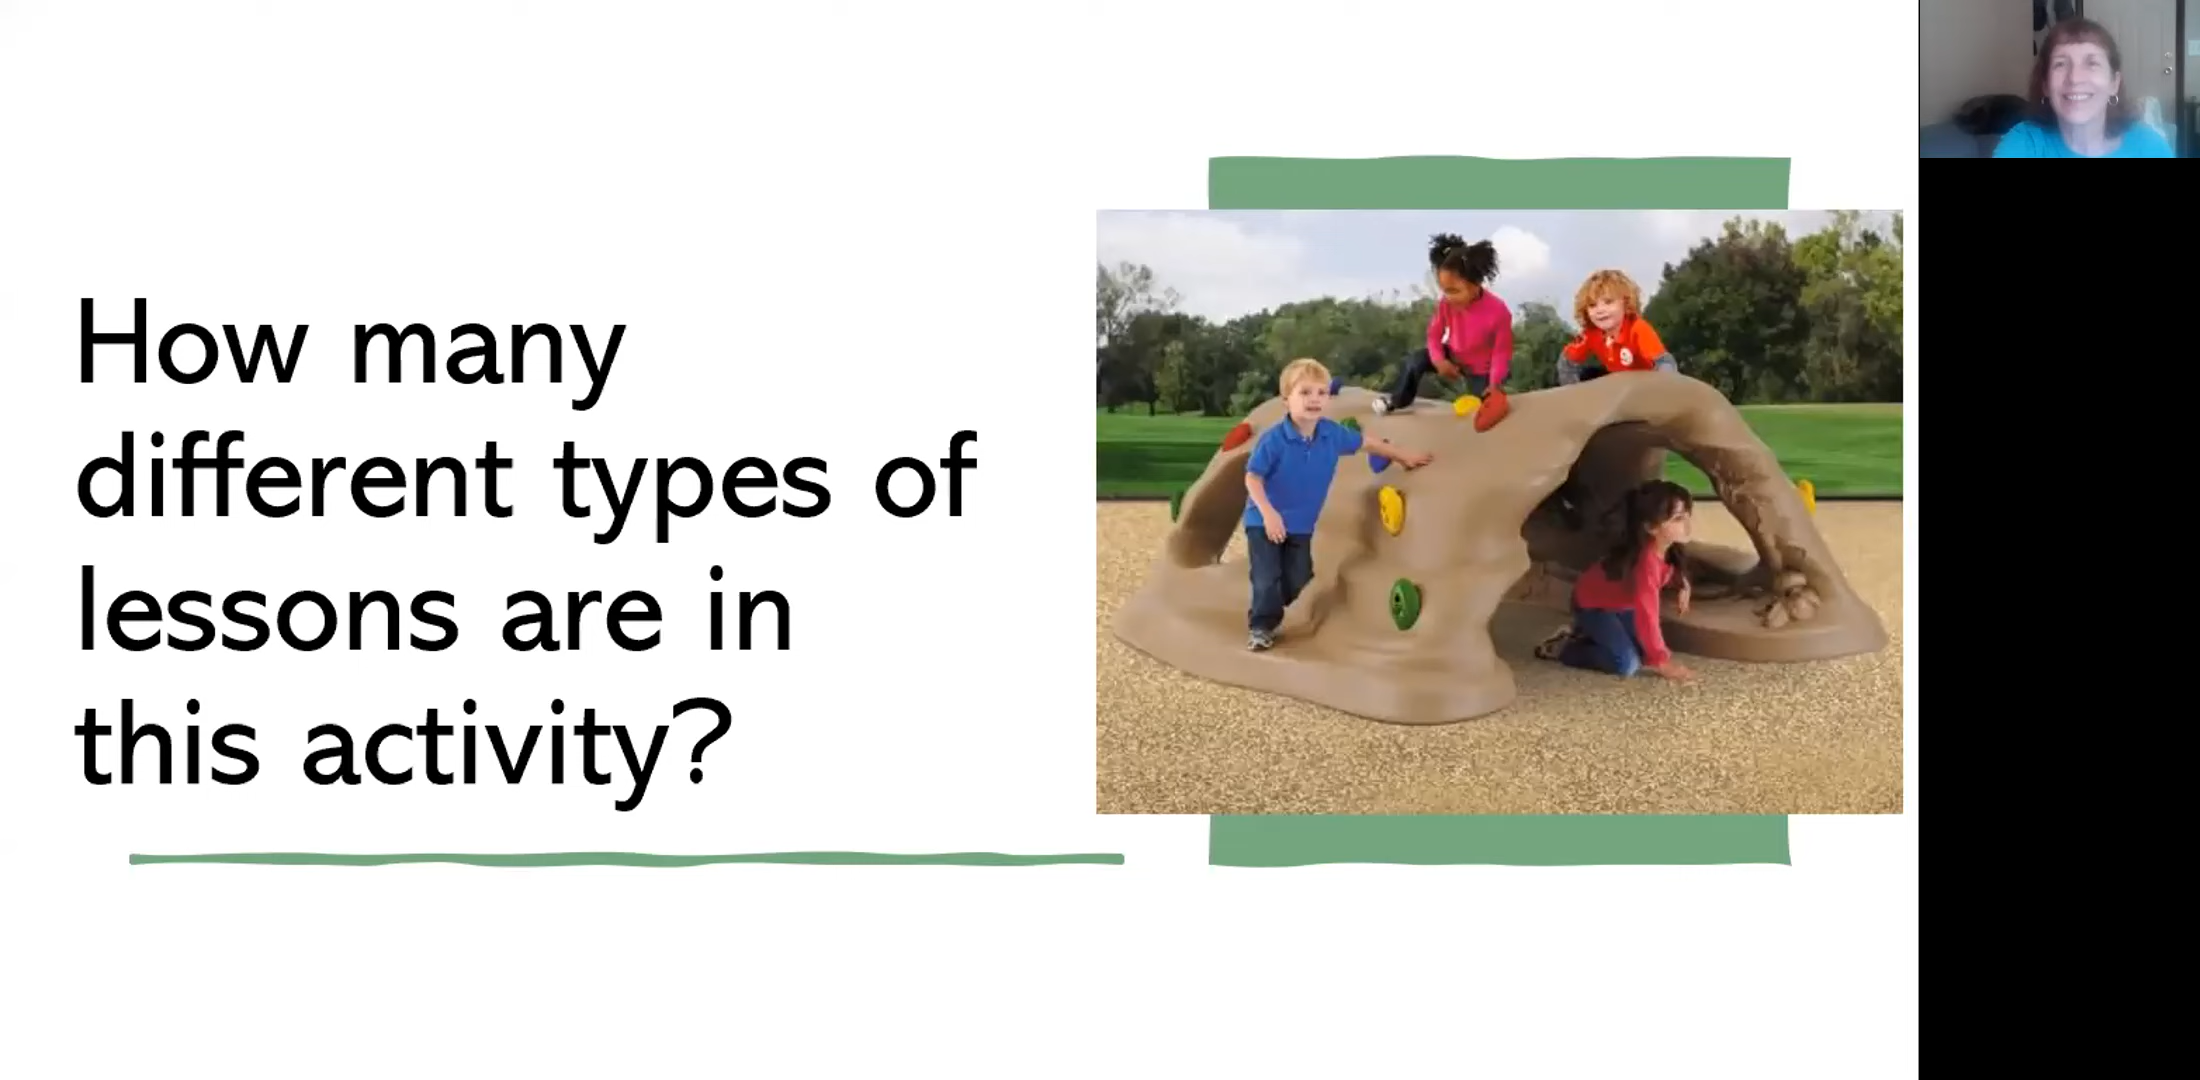 How many
different types of
lessons are in
this activity?